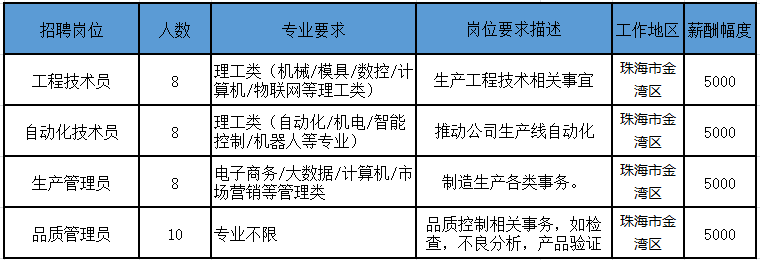 招聘岗位 人数 专业要求 岗位要求描述 工作地区 薪酬幅度
工程技术员 8 理工类（机械/模具/数控/计算机/物联网等理工类） 生产工程技术相关事宜 珠海市金湾区 5000
自动化技术员 8 理工类（自动化/机电/智能控制/机器人等专业） 推动公司生产线自动化 珠海市金湾区 5000
生产管理员 8 电子商务/大数据/计算机/市场营销等管理类 制造生产各类事务。 珠海市金湾区 5000
品质管理员 10 专业不限 品质控制相关事务，如检查，不良分析，产品验证 珠海市金湾区 5000